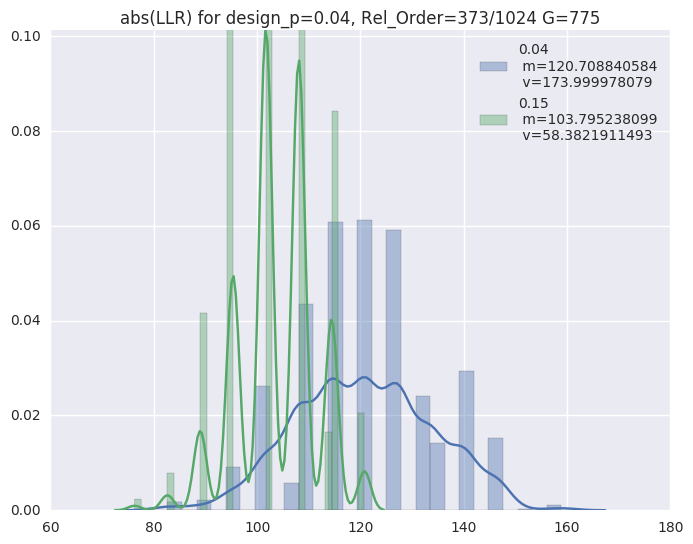 abs(LLR) for design_p=0.04, Rel_Order=373/1024 G=775
0.10
0.08
0.06
0.04
0.02
0.00
60 80 100 120 140 160 180
0.04
m=120.708840584
v=173.999978079
0.15
m=103.795238099
v=58.3821911493